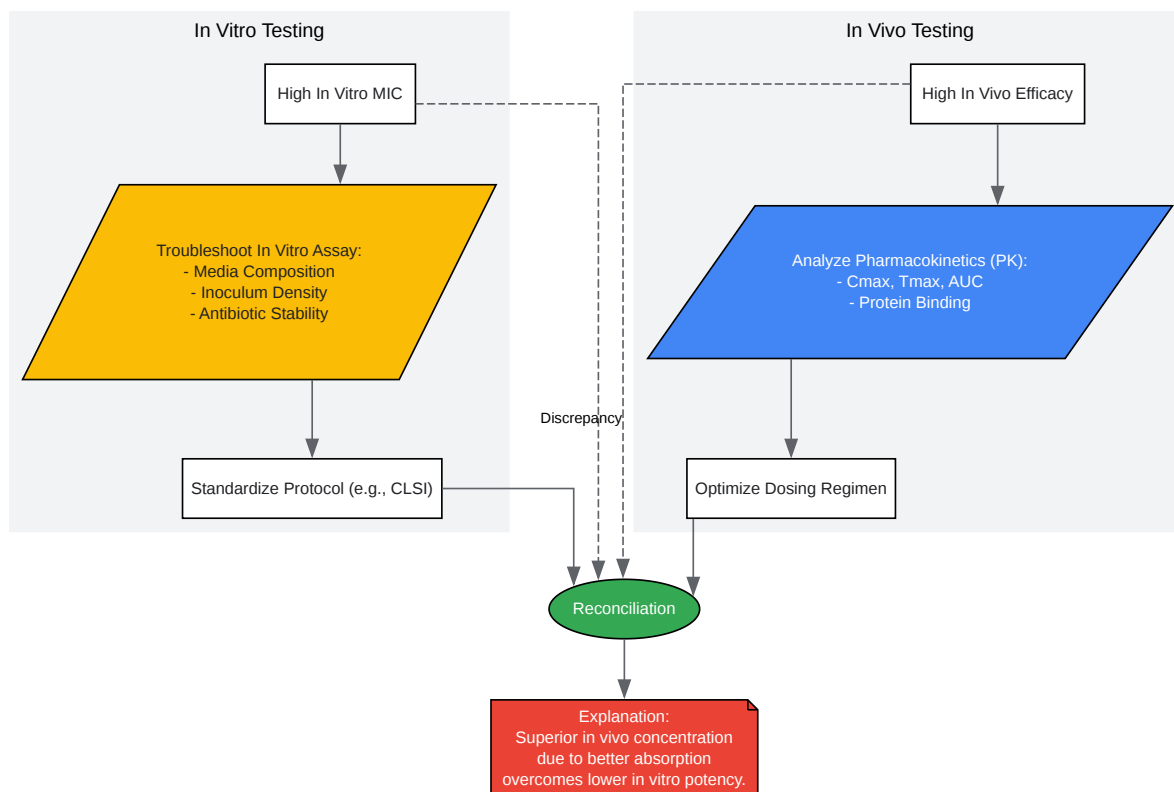 In Vitro Testing
High In Vitro MIC
Troubleshoot In Vitro Assay:
- Media Composition
- Inoculum Density
- Antibiotic Stability
Standardize Protocol (e.g., CLSI)
In Vivo Testing
High In Vivo Efficacy
Analyze Pharmacokinetics (PK):
- Cmax, Tmax, AUC
- Protein Binding
Optimize Dosing Regimen
Discrepancy
Reconciliation
Explanation:
Superior in vivo concentration
due to better absorption
overcomes lower in vitro potency.